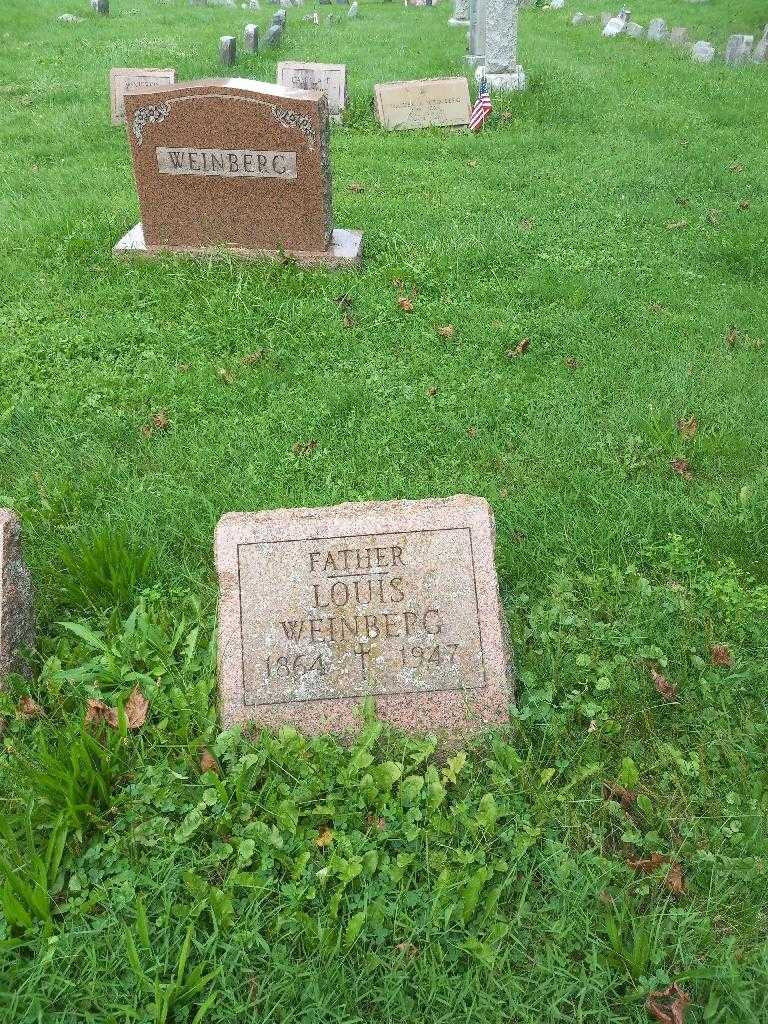 WEINBERG
FATHER
LOUIS
WEINBERG
1864 † 1947